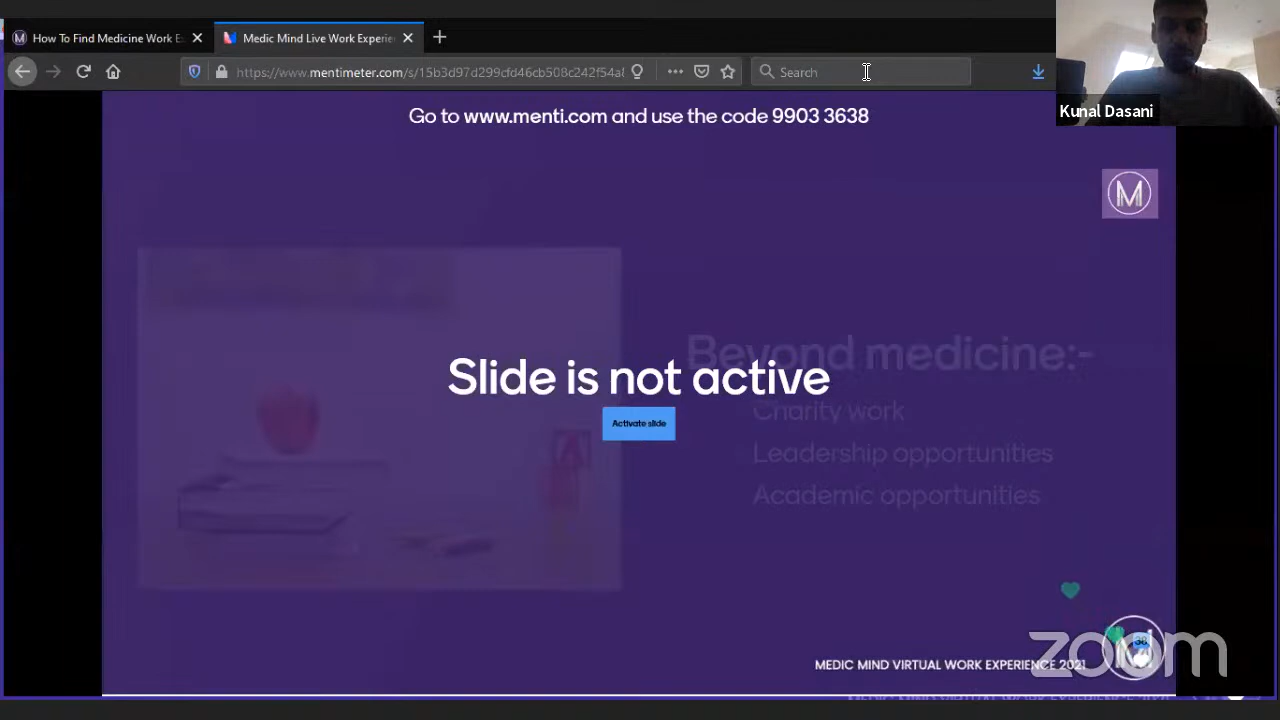 How To Find Medicine Work E
Medic Mind Live Work Experie
https://www.mentimeter.com/s/15b3d97d299cfd46cb508c242f54a
Search
Kunal Dasani
Go to www.menti.com and use the code 9903 3638
M
Beyond medicine:-
Slide is not active
Charity work
Activate slide
Leadership opportunities
A
Academic opportunities
38
zoom
MEDIC MIND VIRTUAL WORK EXPERIENCE 2021